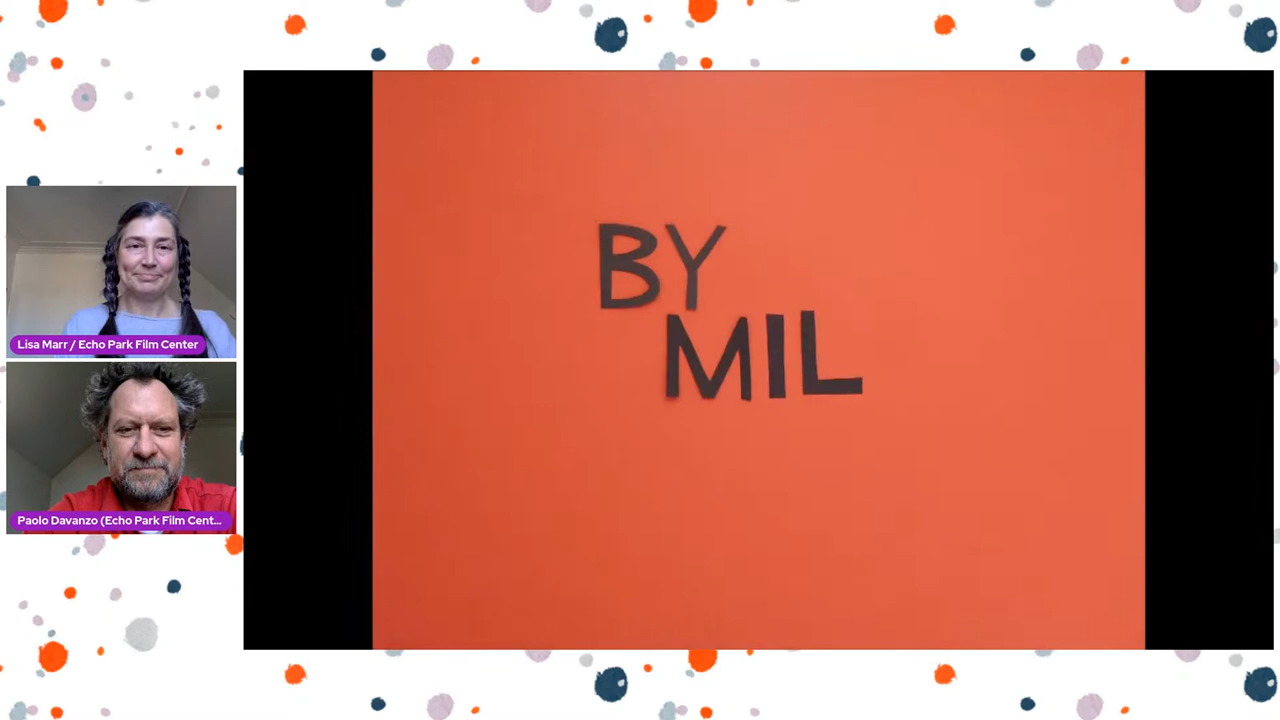 BY
MIL
Lisa Marr / Echo Park Film Center
Paolo Davanzo (Echo Park Film Cent...